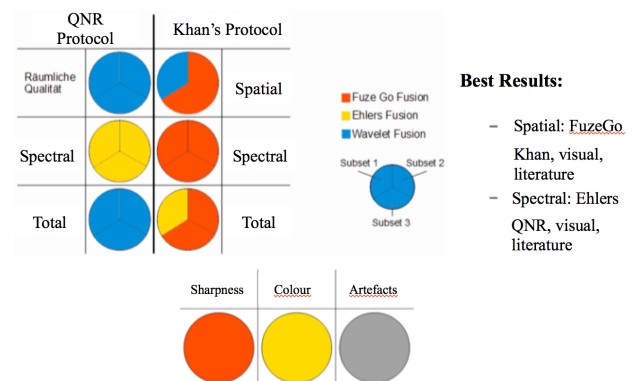 QNR
Protocol
Khan's Protocol
Räumliche
Qualität
Spatial
Spectral
Spectral
Total
Total
Fuze Go Fusion
Ehlers Fusion
Wavelet Fusion
Subset 1
Subset 2
Subset 3
Best Results:
– Spatial: FuzeGo
Khan, visual,
literature
– Spectral: Ehlers
QNR, visual,
literature
Sharpness
Colour
Artefacts